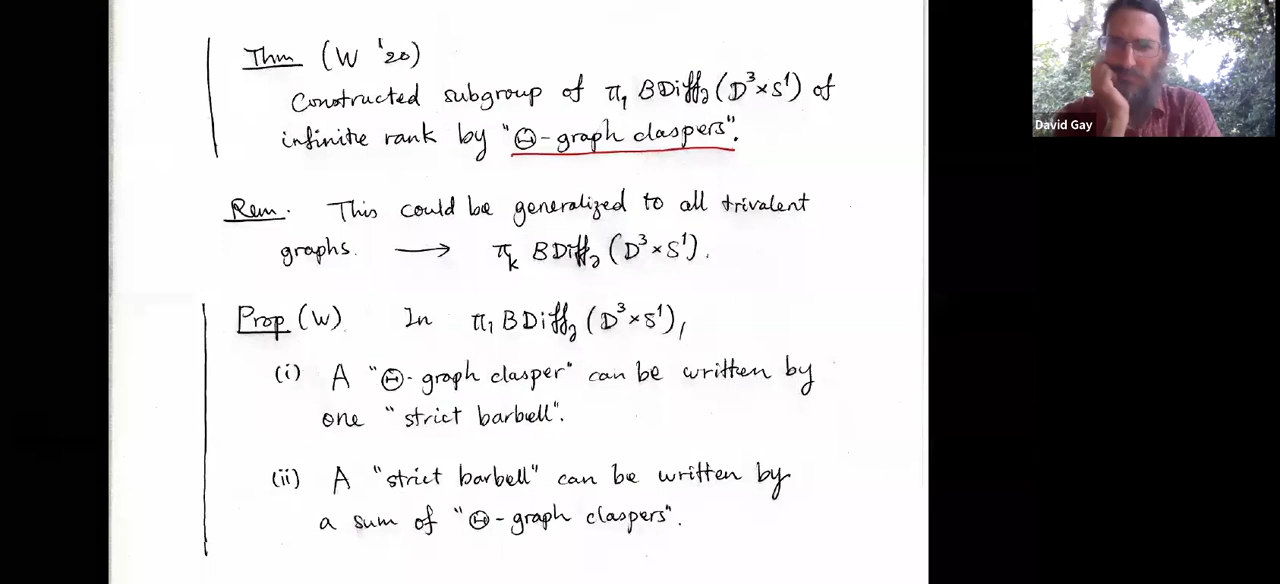 Thm (W '20)
Constructed subgroup of π₁ BDiff∂ (D³×S¹) of
infinite rank by "Θ-graph claspers".
Rem. This could be generalized to all trivalent
graphs. ⟶ πₖ BDiff∂ (D³×S¹).
Prop (W). In π₁ BDiff∂ (D³×S¹),
(i) A "Θ-graph clasper" can be written by
one "strict barbell".
(ii) A "strict barbell" can be written by
a sum of "Θ-graph claspers".
David Gay